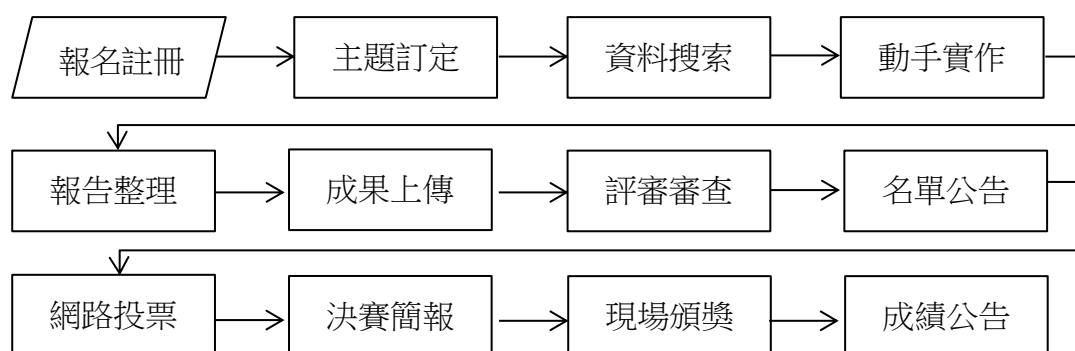 報名註冊 主題訂定 資料搜索 動手實作
報告整理 成果上傳 評審審查 名單公告
網路投票 決賽簡報 現場頒獎 成績公告